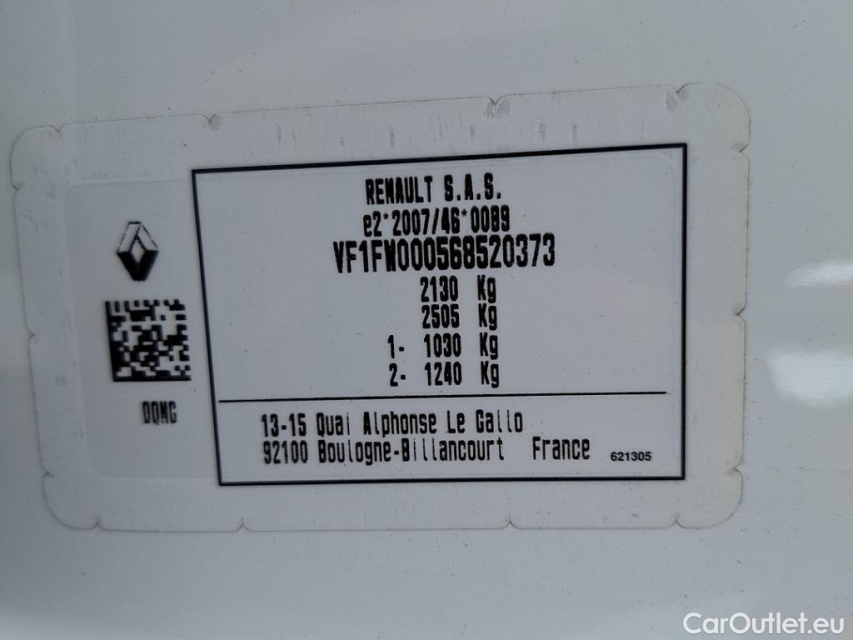 RENAULT S.A.S.
e2*2007/46*0089
VF1FW000568520373
2130 Kg
2505 Kg
1- 1030 Kg
2- 1240 Kg
DQMG
13-15 Quai Alphonse Le Gallo
92100 Boulogne-Billancourt France
621305
CarOutlet.eu